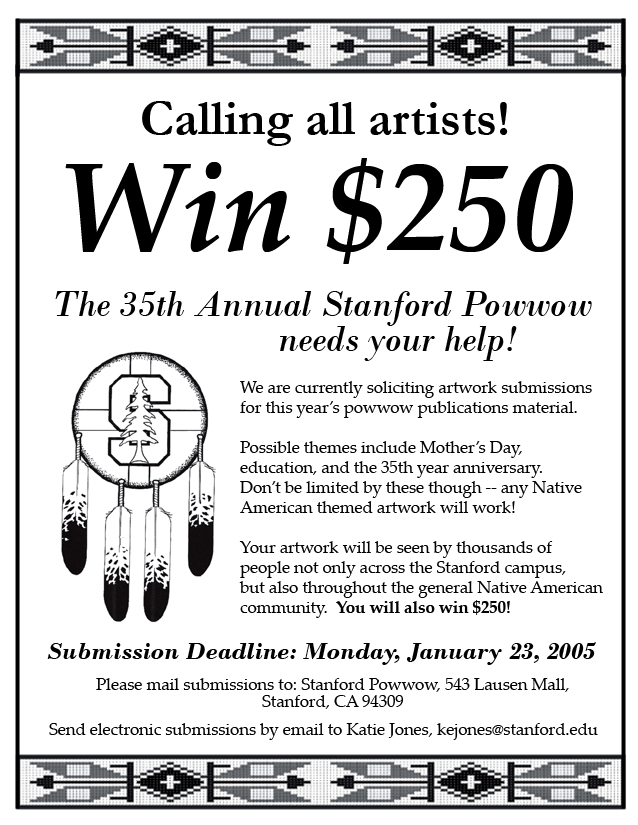 Calling all artists!
Win $250
The 35th Annual Stanford Powwow
needs your help!
S
We are currently soliciting artwork submissions
for this year's powwow publications material.
Possible themes include Mother's Day,
education, and the 35th year anniversary.
Don't be limited by these though -- any Native
American themed artwork will work!
Your artwork will be seen by thousands of
people not only across the Stanford campus,
but also throughout the general Native American
community. You will also win $250!
Submission Deadline: Monday, January 23, 2005
Please mail submissions to: Stanford Powwow, 543 Lausen Mall,
Stanford, CA 94309
Send electronic submissions by email to Katie Jones, kejones@stanford.edu